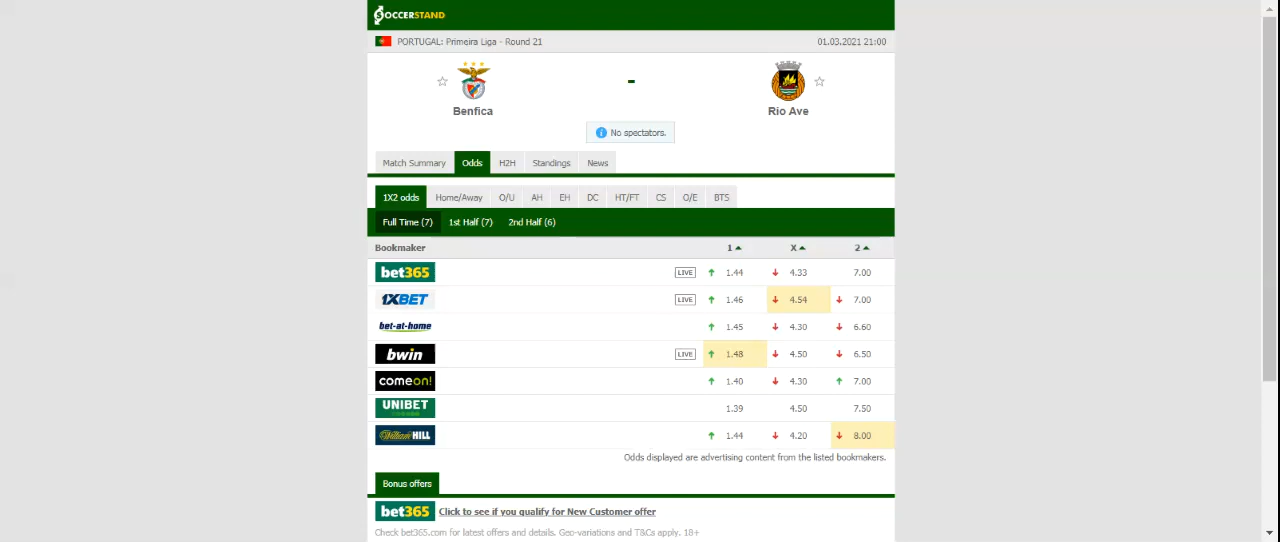 SOCCERSTAND
PORTUGAL: Primeira Liga - Round 21 01.03.2021 21:00
-
Benfica Rio Ave
No spectators.
Match Summary Odds H2H Standings News
1X2 odds Home/Away O/U AH EH DC HT/FT CS O/E BTS
Full Time (7) 1st Half (7) 2nd Half (6)
Bookmaker 1 X 2
bet365 LIVE 1.44 4.33 7.00
1XBET LIVE 1.46 4.54 7.00
bet-at-home 1.45 4.30 6.60
bwin LIVE 1.48 4.50 6.50
comeon! 1.40 4.30 7.00
UNIBET 1.39 4.50 7.50
William HILL 1.44 4.20 8.00
Odds displayed are advertising content from the listed bookmakers.
Bonus offers
bet365 Click to see if you qualify for New Customer offer
Check bet365.com for latest offers and details. Geo-variations and T&Cs apply. 18+